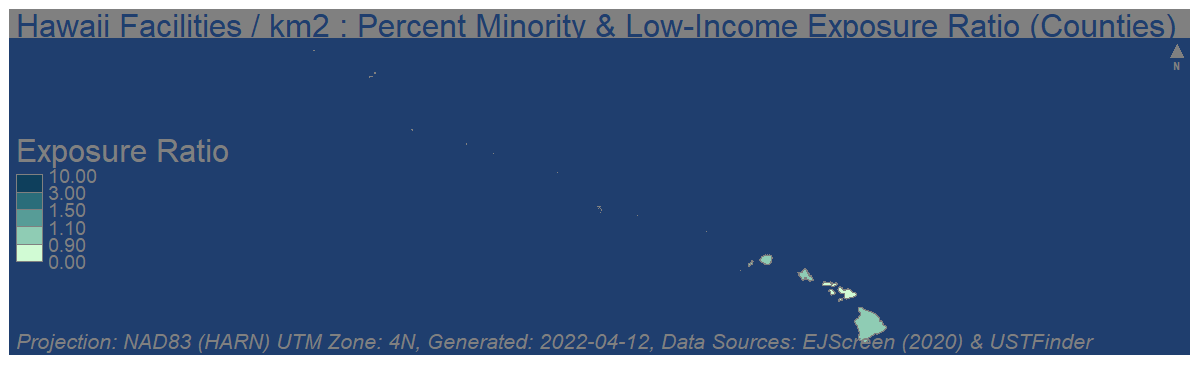 Hawaii Facilities / km2 : Percent Minority & Low-Income Exposure Ratio (Counties)
N
Exposure Ratio
10.00
3.00
1.50
1.10
0.90
0.00
Projection: NAD83 (HARN) UTM Zone: 4N, Generated: 2022-04-12, Data Sources: EJScreen (2020) & USTFinder